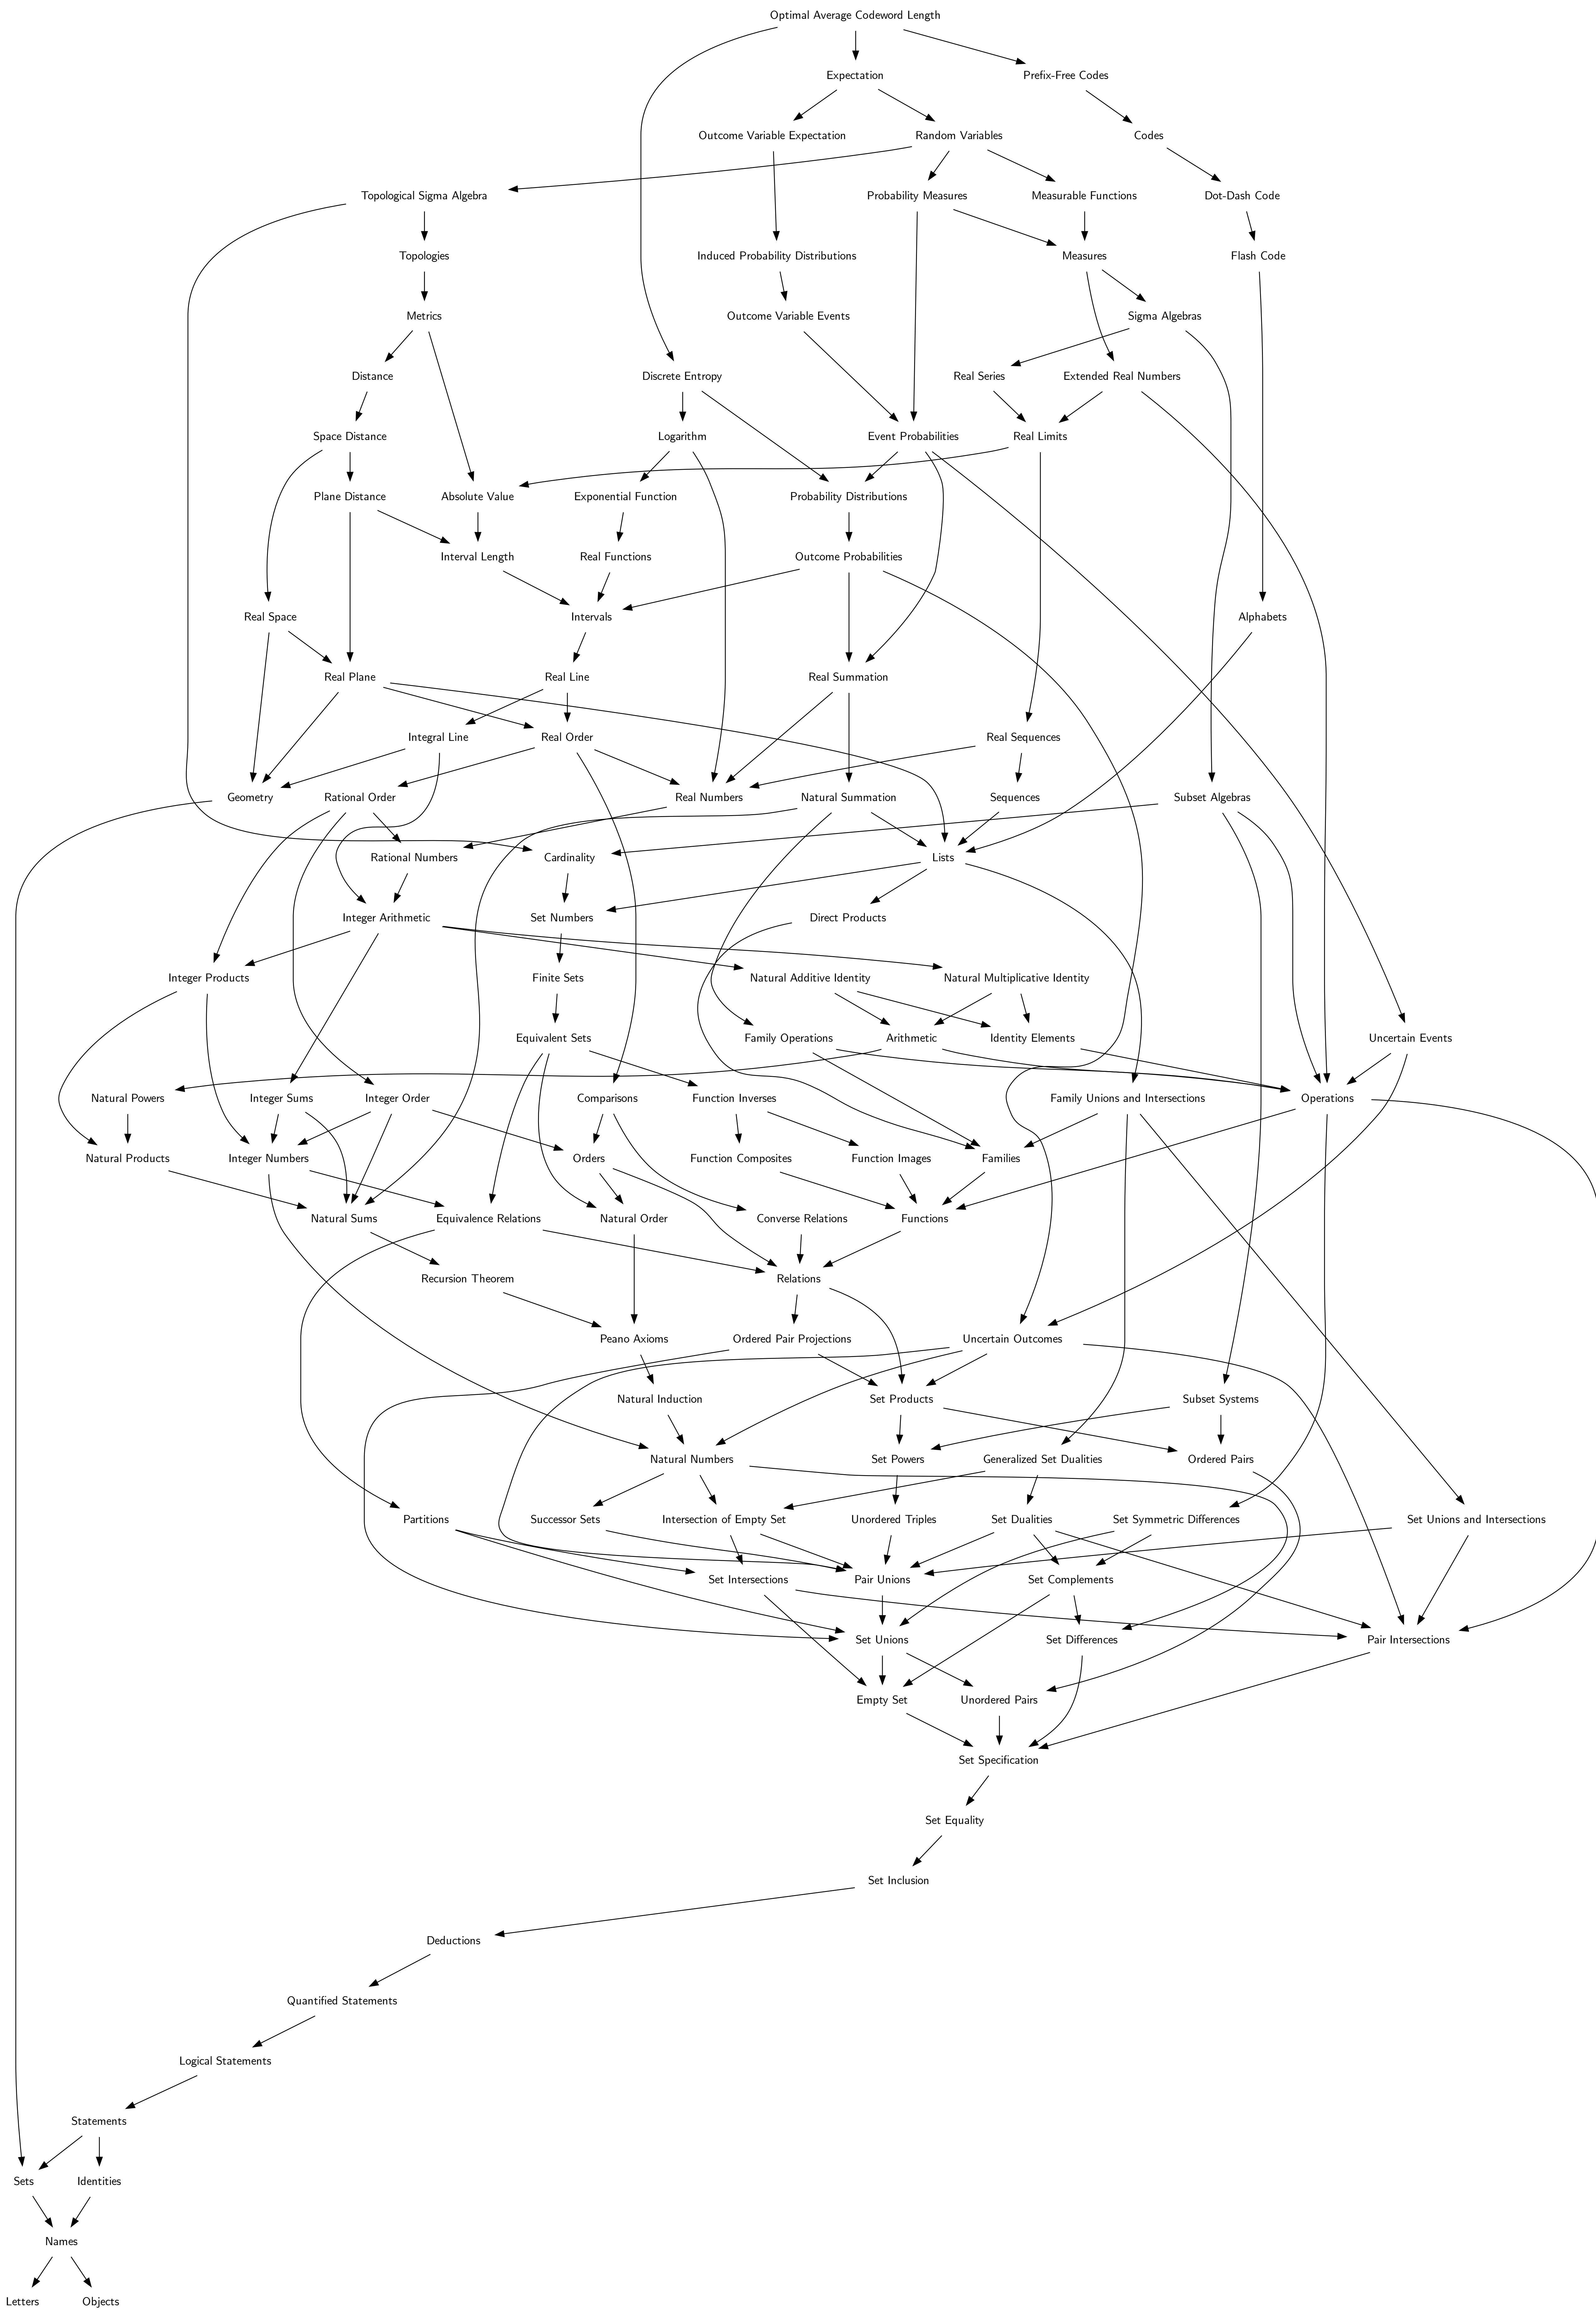 Optimal Average Codeword Length
Expectation
Prefix-Free Codes
Outcome Variable Expectation
Random Variables
Codes
Topological Sigma Algebra
Probability Measures
Measurable Functions
Dot-Dash Code
Topologies
Induced Probability Distributions
Measures
Flash Code
Metrics
Outcome Variable Events
Sigma Algebras
Distance
Discrete Entropy
Real Series
Extended Real Numbers
Space Distance
Logarithm
Event Probabilities
Real Limits
Plane Distance
Absolute Value
Exponential Function
Probability Distributions
Interval Length
Real Functions
Outcome Probabilities
Real Space
Intervals
Alphabets
Real Plane
Real Line
Real Summation
Integral Line
Real Order
Real Sequences
Geometry
Rational Order
Real Numbers
Natural Summation
Sequences
Subset Algebras
Rational Numbers
Cardinality
Lists
Integer Arithmetic
Set Numbers
Direct Products
Integer Products
Finite Sets
Natural Additive Identity
Natural Multiplicative Identity
Equivalent Sets
Family Operations
Arithmetic
Identity Elements
Uncertain Events
Natural Powers
Integer Sums
Integer Order
Comparisons
Function Inverses
Family Unions and Intersections
Operations
Natural Products
Integer Numbers
Orders
Function Composites
Function Images
Families
Natural Sums
Equivalence Relations
Natural Order
Converse Relations
Functions
Recursion Theorem
Relations
Peano Axioms
Ordered Pair Projections
Uncertain Outcomes
Natural Induction
Set Products
Subset Systems
Natural Numbers
Set Powers
Generalized Set Dualities
Ordered Pairs
Partitions
Successor Sets
Intersection of Empty Set
Unordered Triples
Set Dualities
Set Symmetric Differences
Set Unions and Intersections
Set Intersections
Pair Unions
Set Complements
Set Unions
Set Differences
Pair Intersections
Empty Set
Unordered Pairs
Set Specification
Set Equality
Set Inclusion
Deductions
Quantified Statements
Logical Statements
Statements
Sets
Identities
Names
Letters
Objects